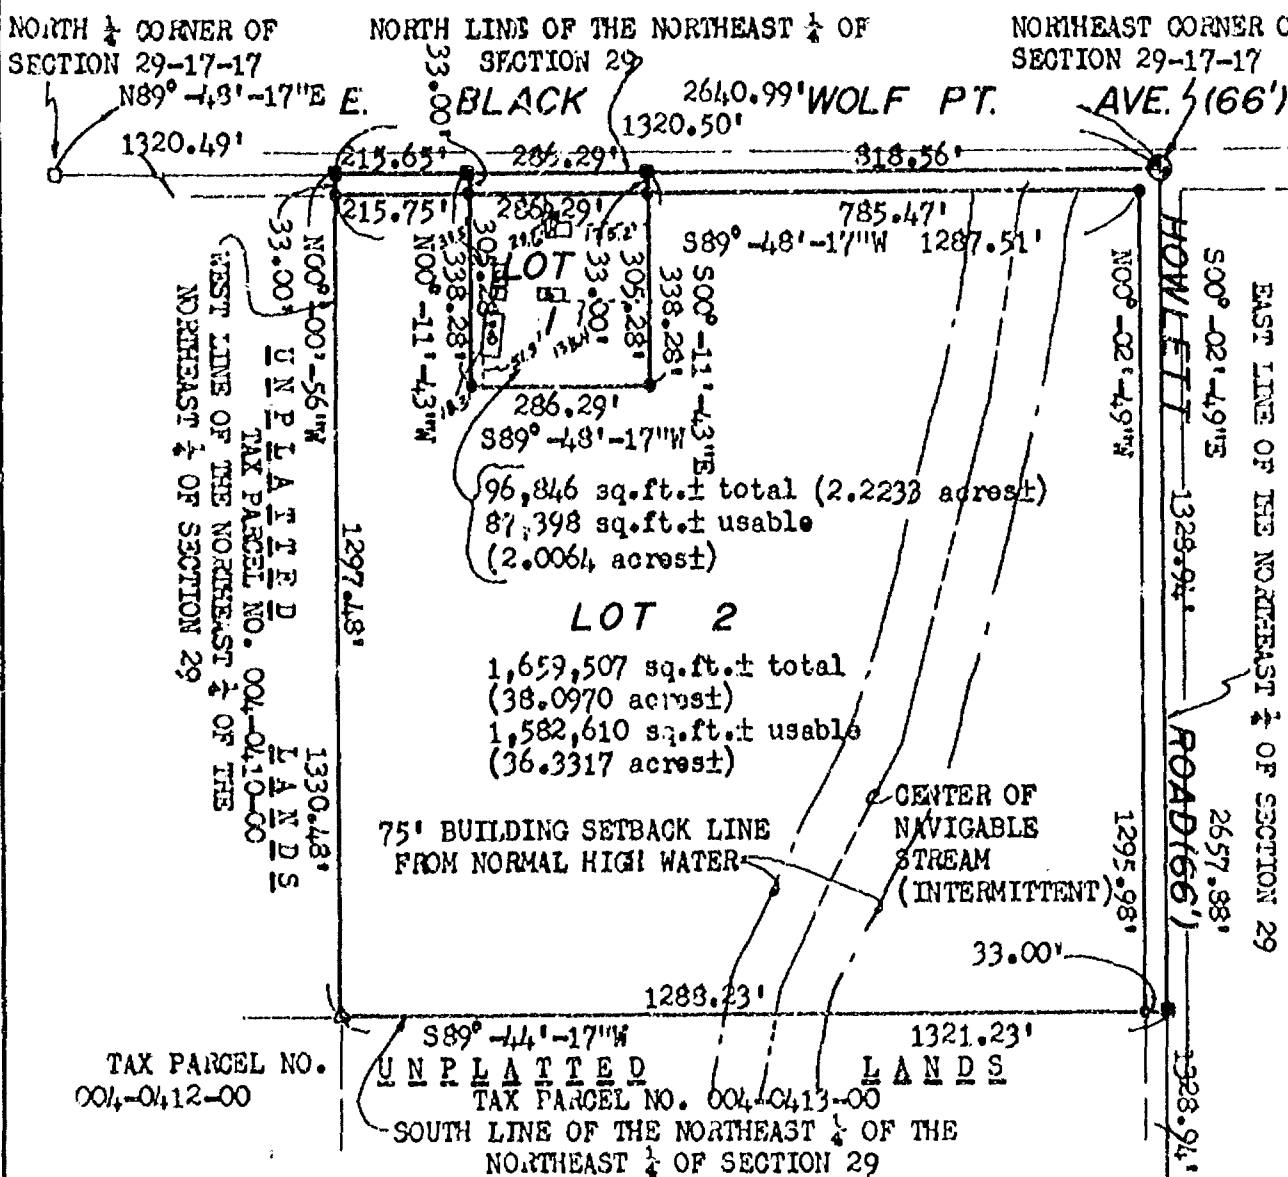 NORTH 1/4 CORNER OF
SECTION 29-17-17
NORTH LINE OF THE NORTHEAST 1/4 OF
SECTION 29
NORTHEAST CORNER O
SECTION 29-17-17
N89°-48'-17"E
E. BLACK WOLF PT. AVE. (66')
2640.99'
1320.49'
1320.50'
33.00'
215.65'
286.29'
818.56'
215.75'
286.29'
785.47'
S89°-48'-17"W 1287.51'
33.00'
N00°-00'-56"W
WEST LINE OF THE NORTHEAST 1/4 OF THE
NORTHEAST 1/4 OF SECTION 29
UNPLATTED LANDS
TAX PARCEL NO. 004-0410-00
1297.48'
1330.48'
LOT 1
N00°-11'-43"W
338.28'
305.28'
33.00'
305.28'
338.28'
S00°-11'-43"E
286.29'
S89°-48'-17"W
96,846 sq.ft.± total (2.2233 acres±)
87,398 sq.ft.± usable
(2.0064 acres±)
LOT 2
1,659,507 sq.ft.± total
(38.0970 acres±)
1,582,610 sq.ft.± usable
(36.3317 acres±)
75' BUILDING SETBACK LINE
FROM NORMAL HIGH WATER
CENTER OF
NAVIGABLE
STREAM
(INTERMITTENT)
N00°-02'-49"W
1295.98'
HOWLETT ROAD (66')
S00°-02'-49"E
1328.94'
2657.88'
EAST LINE OF THE NORTHEAST 1/4 OF SECTION 29
33.00'
1288.23'
S89°-44'-17"W
1321.23'
1328.94'
TAX PARCEL NO.
004-0412-00
UNPLATTED LANDS
TAX PARCEL NO. 004-0413-00
SOUTH LINE OF THE NORTHEAST 1/4 OF THE
NORTHEAST 1/4 OF SECTION 29